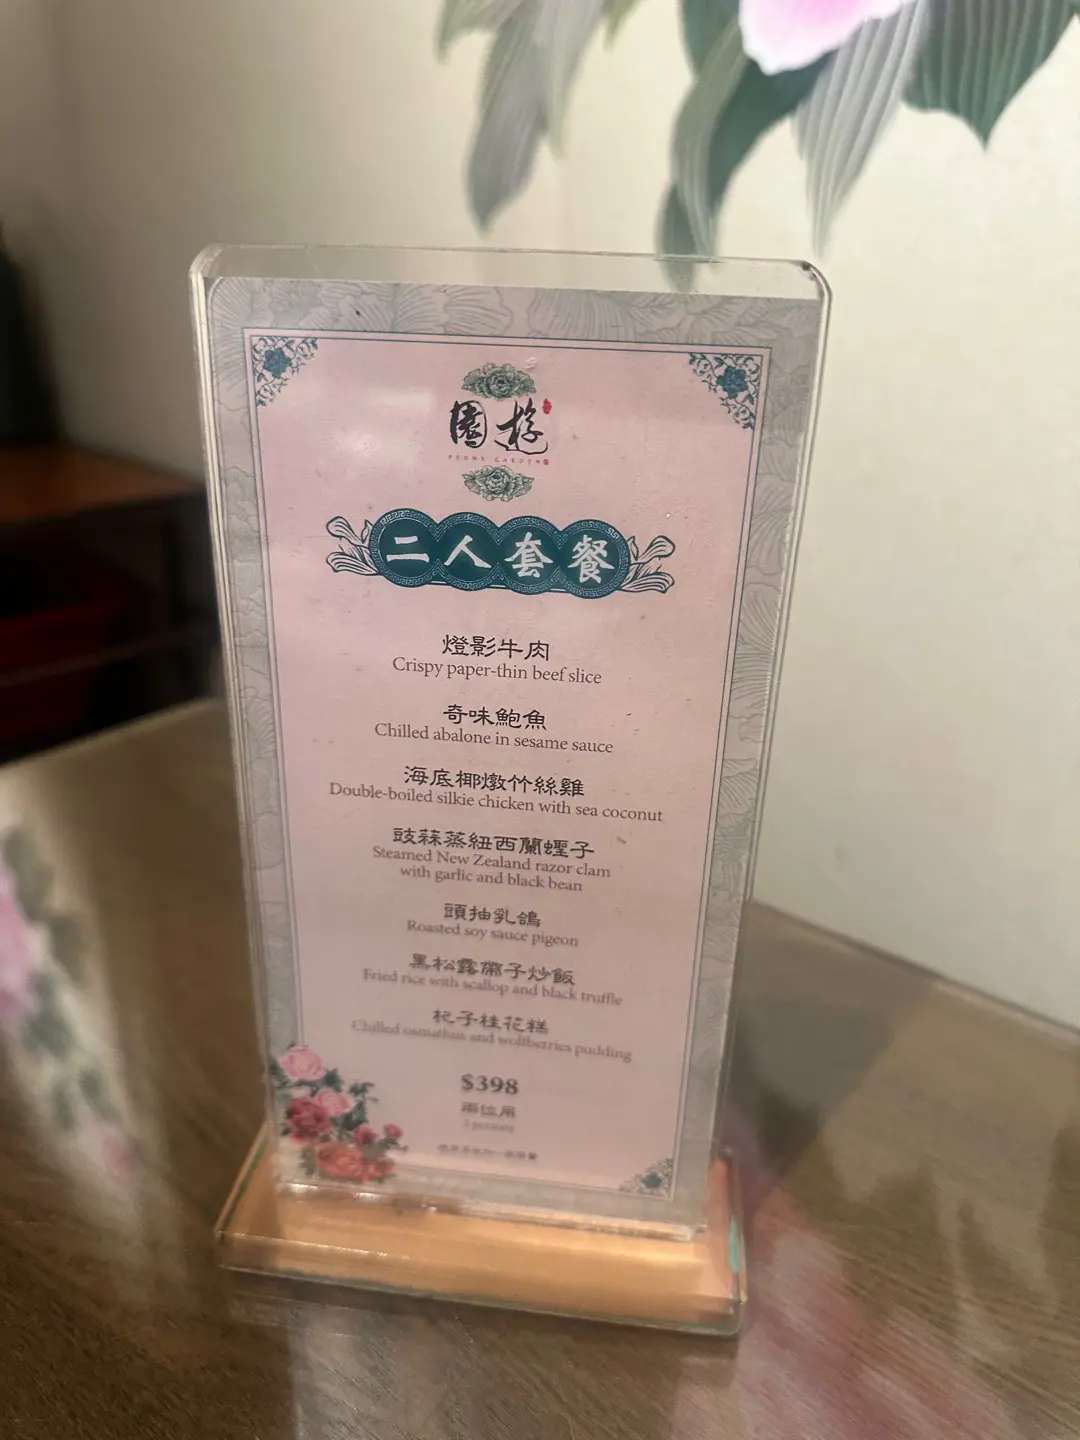 園遊
PEONY GARDEN
二人套餐
燈影牛肉
Crispy paper-thin beef slice
奇味鮑魚
Chilled abalone in sesame sauce
海底椰燉竹絲雞
Double-boiled silkie chicken with sea coconut
豉蒜蒸紐西蘭蟶子
Steamed New Zealand razor clam
with garlic and black bean
頭抽乳鴿
Roasted soy sauce pigeon
黑松露帶子炒飯
Fried rice with scallop and black truffle
杞子桂花糕
Chilled osmathus and wolfberries pudding
$398
兩位用
2 persons